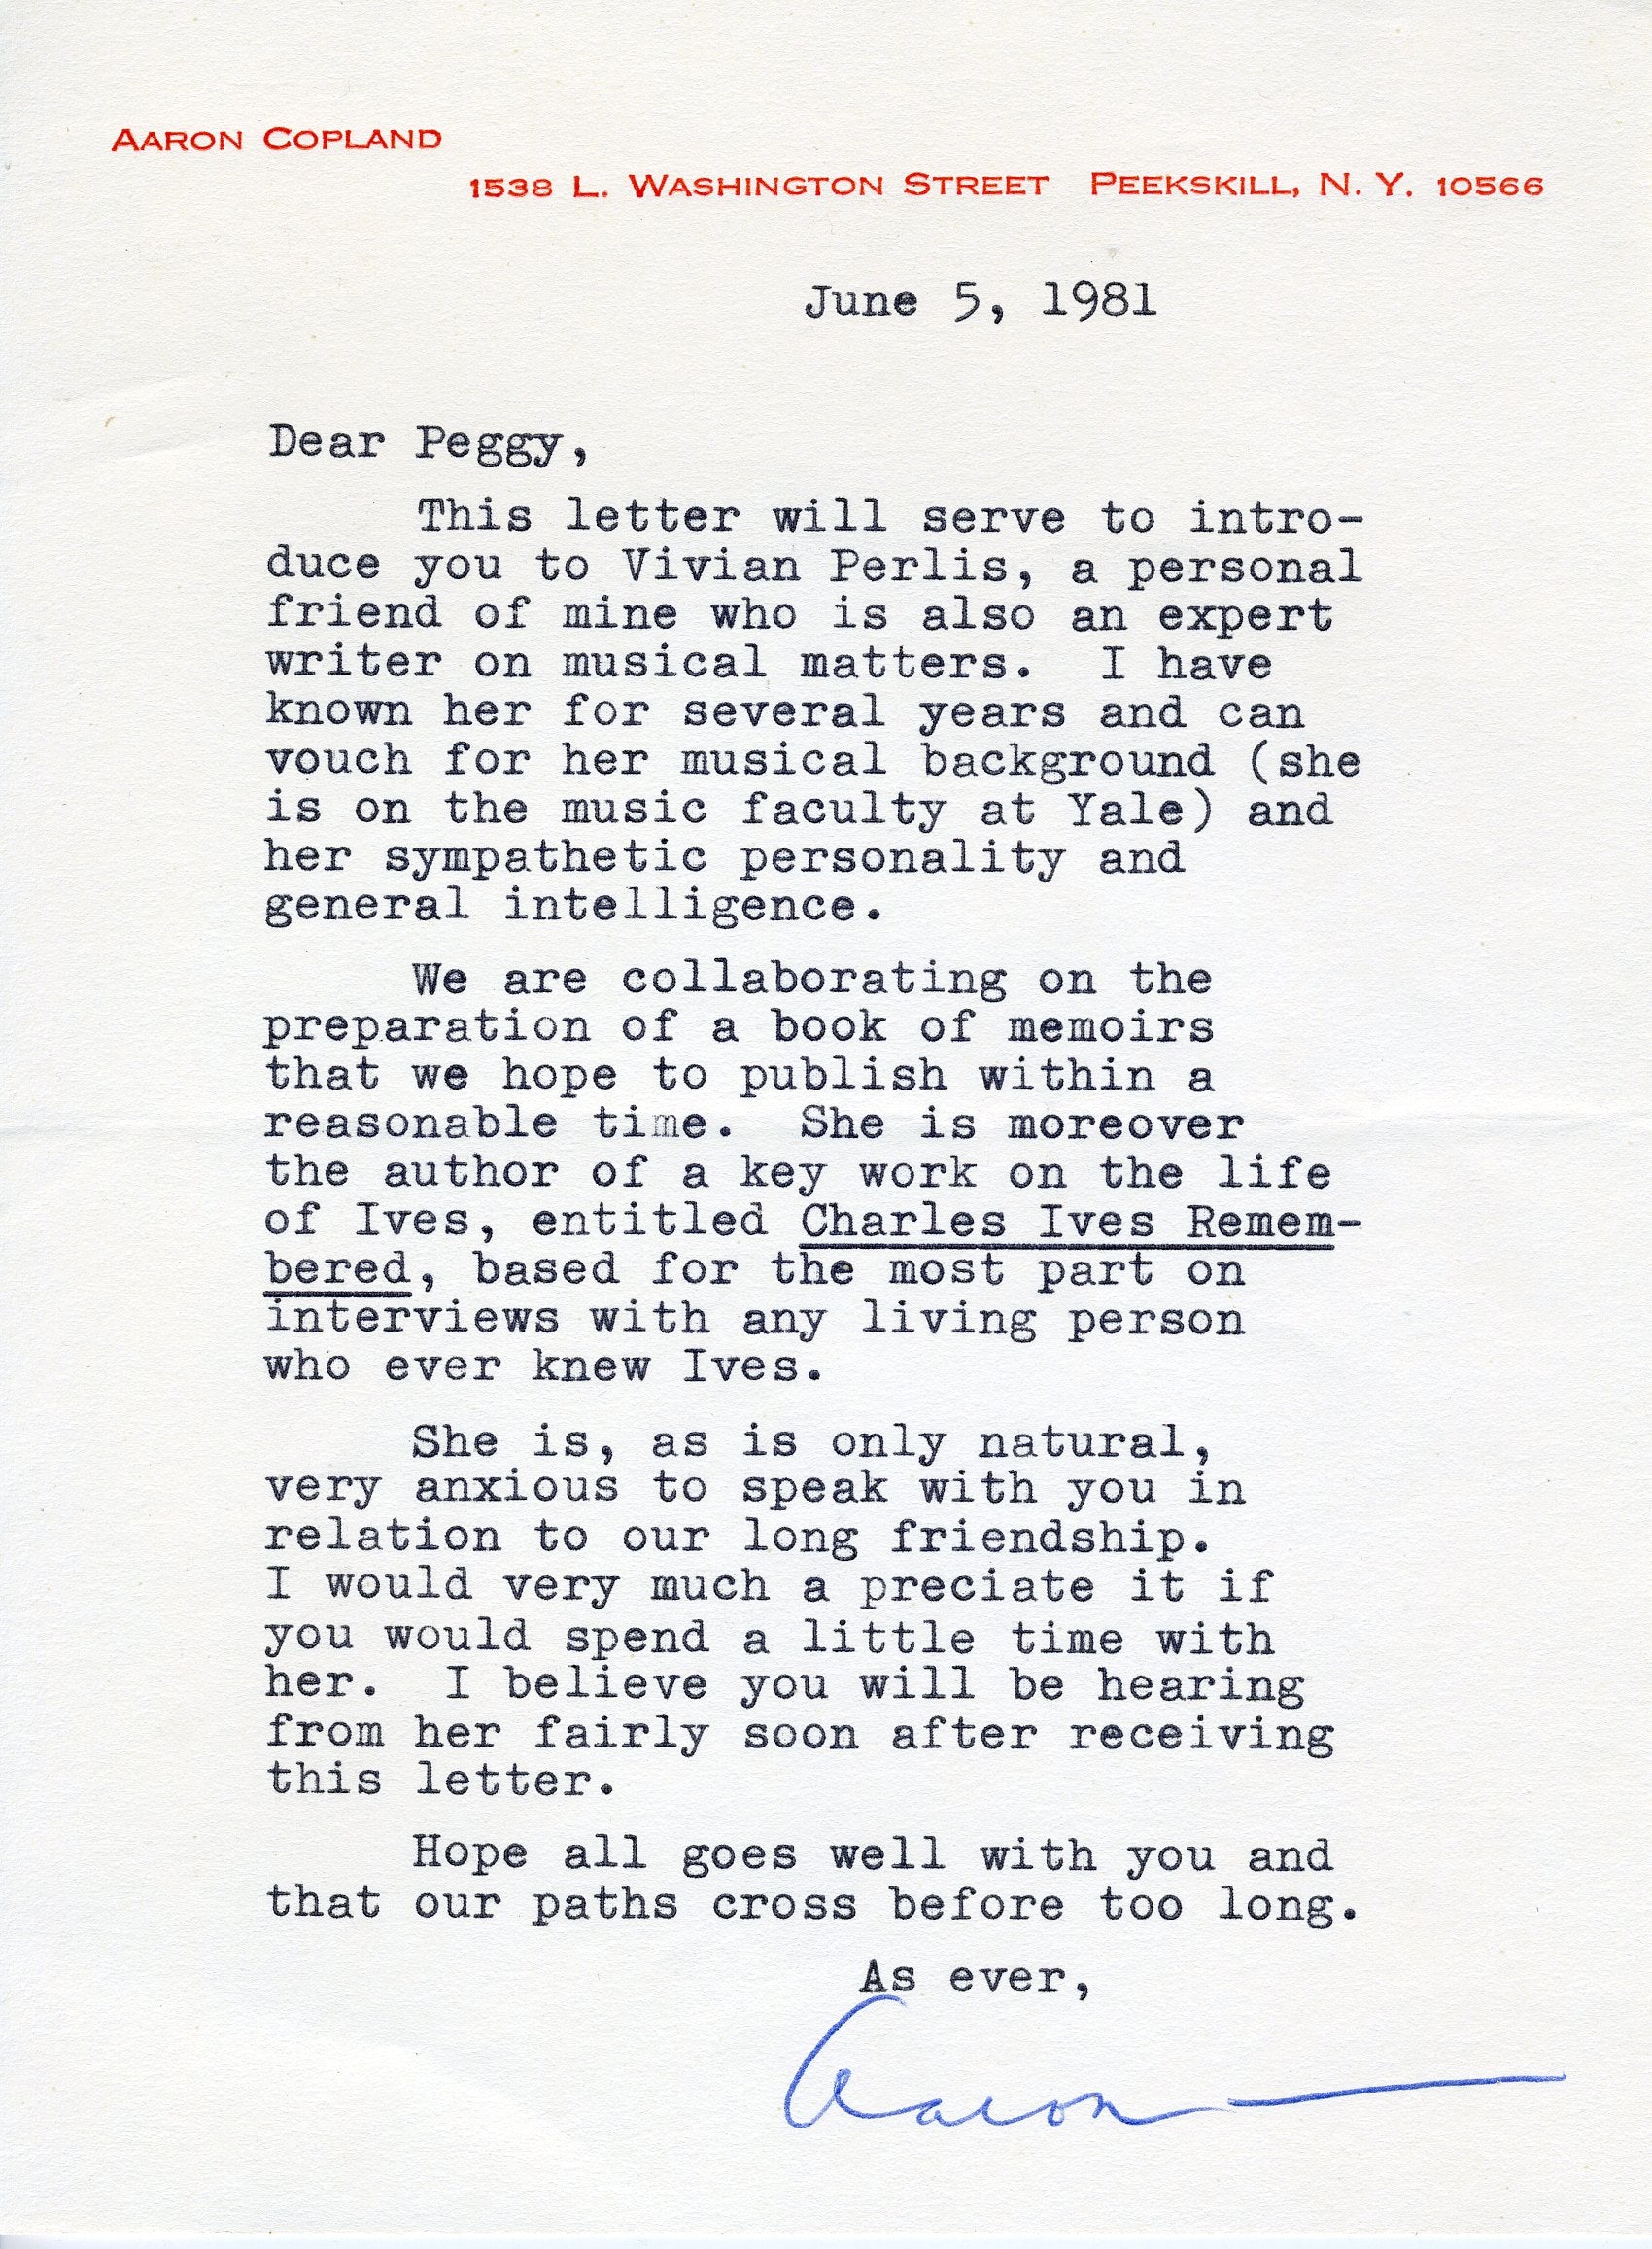 AARON COPLAND
1538 L. WASHINGTON STREET PEEKSKILL, N. Y. 10566
June 5, 1981
Dear Peggy,
This letter will serve to intro-
duce you to Vivian Perlis, a personal
friend of mine who is also an expert
writer on musical matters. I have
known her for several years and can
vouch for her musical background (she
is on the music faculty at Yale) and
her sympathetic personality and
general intelligence.
We are collaborating on the
preparation of a book of memoirs
that we hope to publish within a
reasonable time. She is moreover
the author of a key work on the life
of Ives, entitled Charles Ives Remem-
bered, based for the most part on
interviews with any living person
who ever knew Ives.
She is, as is only natural,
very anxious to speak with you in
relation to our long friendship.
I would very much a preciate it if
you would spend a little time with
her. I believe you will be hearing
from her fairly soon after receiving
this letter.
Hope all goes well with you and
that our paths cross before too long.
As ever,
Aaron